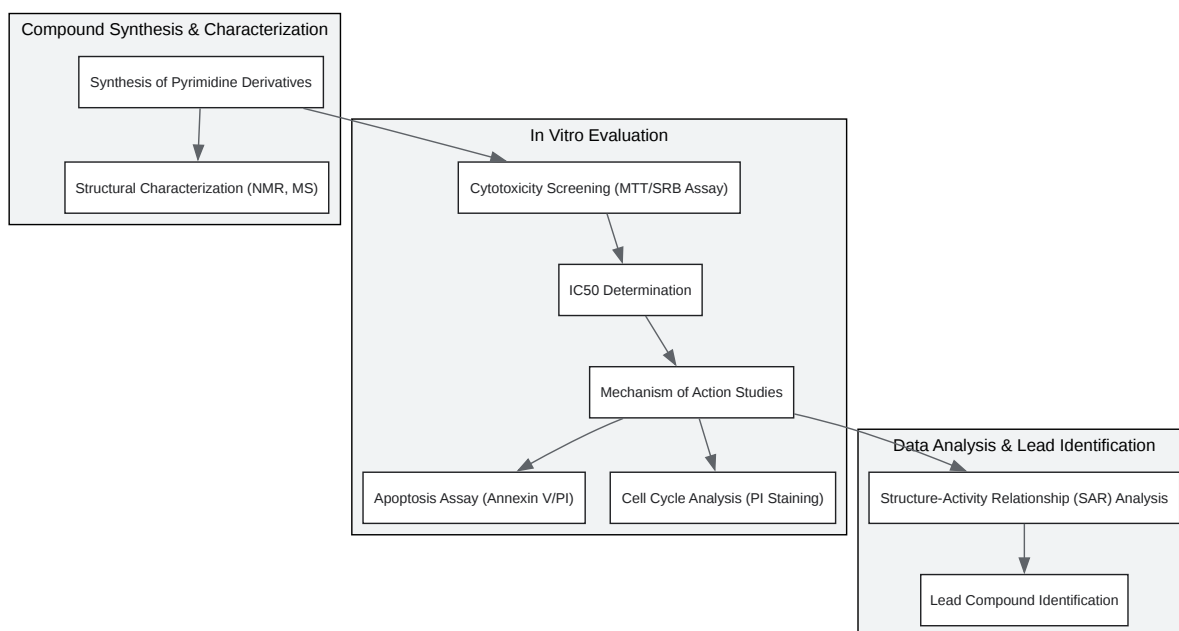 Compound Synthesis & Characterization
Synthesis of Pyrimidine Derivatives
Structural Characterization (NMR, MS)
In Vitro Evaluation
Cytotoxicity Screening (MTT/SRB Assay)
IC50 Determination
Mechanism of Action Studies
Apoptosis Assay (Annexin V/PI)
Cell Cycle Analysis (PI Staining)
Data Analysis & Lead Identification
Structure-Activity Relationship (SAR) Analysis
Lead Compound Identification